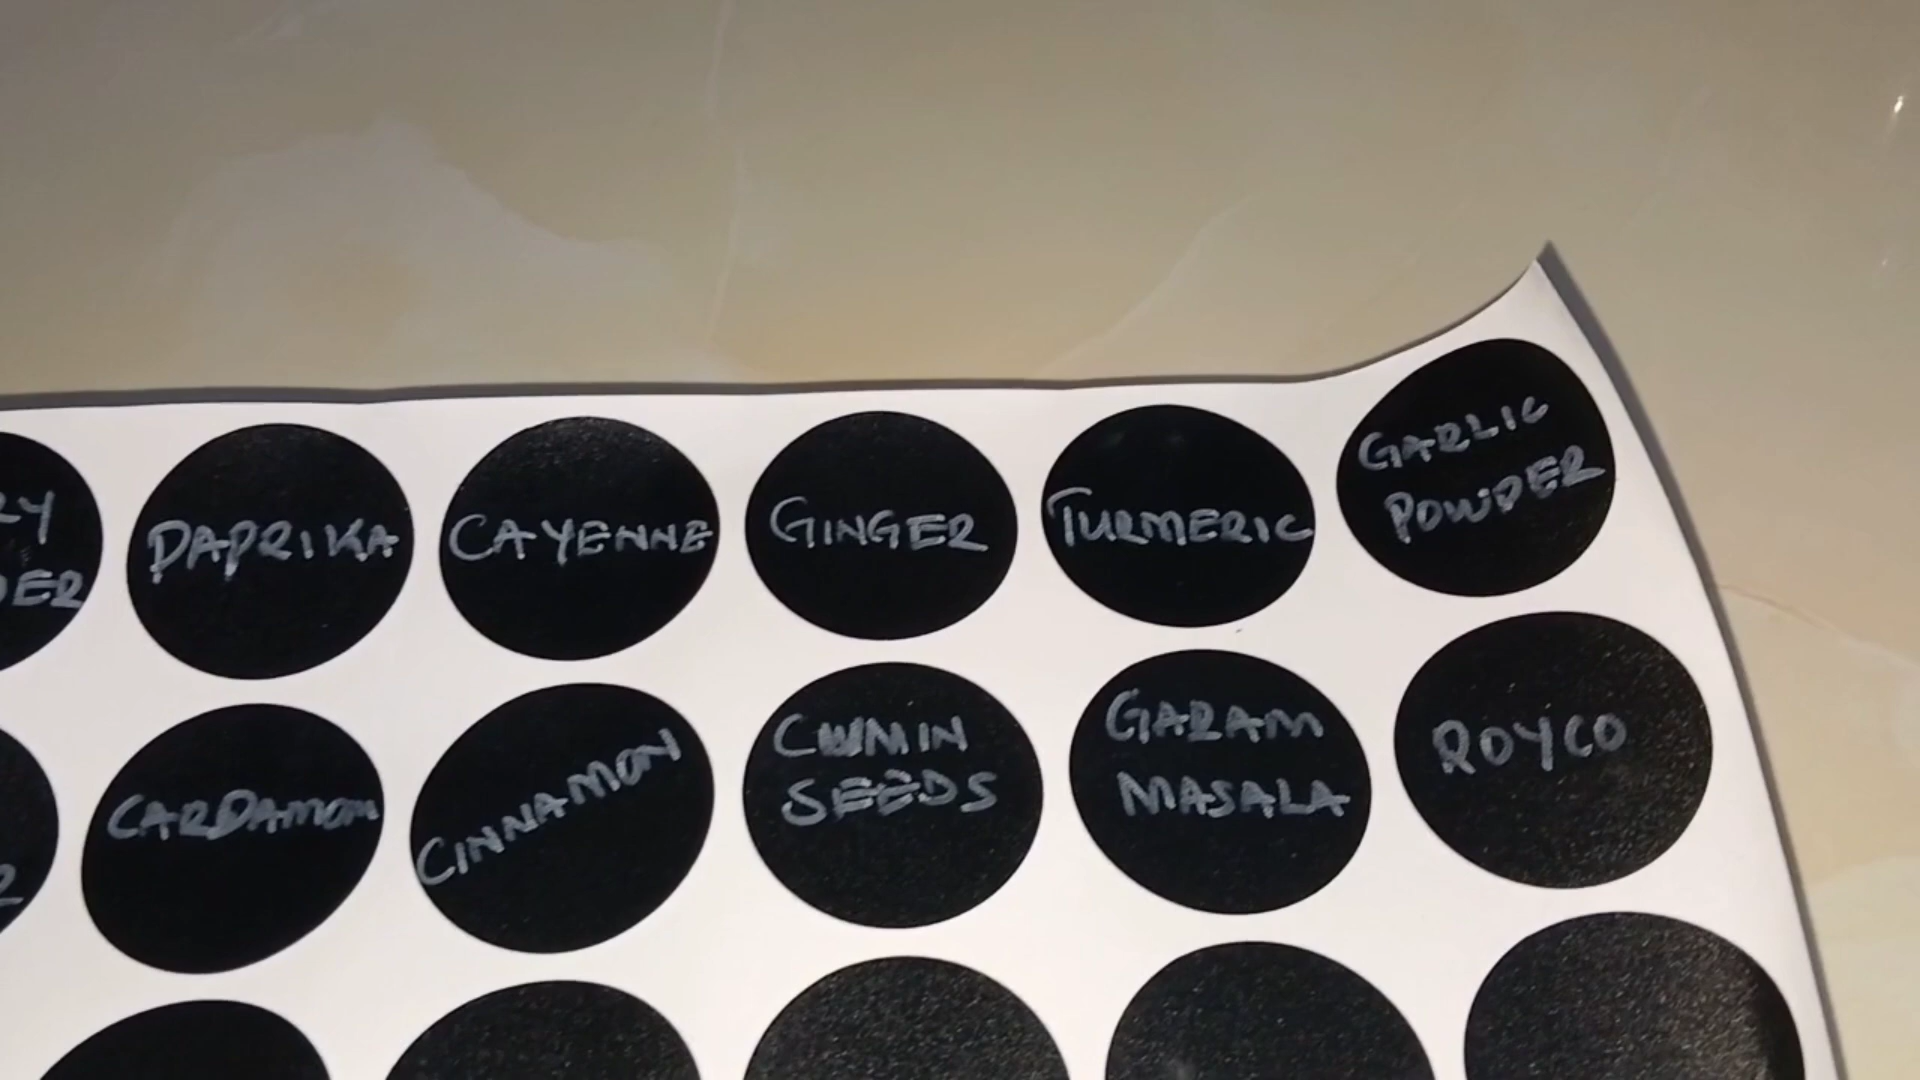 PAPRIKA
CAYENNE
GINGER
TURMERIC
GARLIC
POWDER
CARDAMOM
CINNAMON
CUMIN
SEEDS
GARAM
MASALA
ROYCO